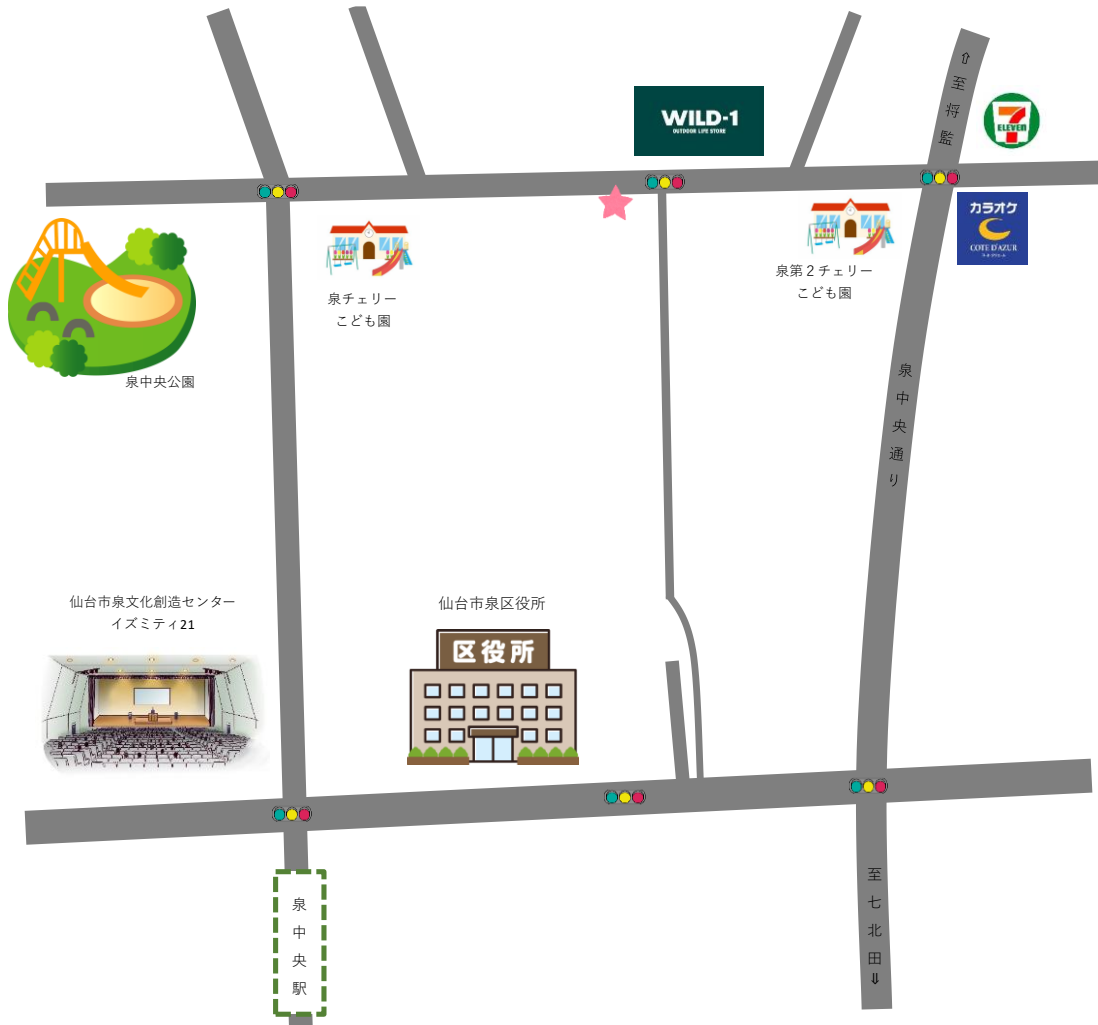 ⇧至将監
WILD-1
OUTDOOR LIFE STORE
7
ELEVEN
カラオケ
COTE D'AZUR
泉チェリー
こども園
泉第２チェリー
こども園
泉中央公園
泉中央通り
仙台市泉文化創造センター
イズミティ21
仙台市泉区役所
区役所
泉中央駅
至七北田⇩